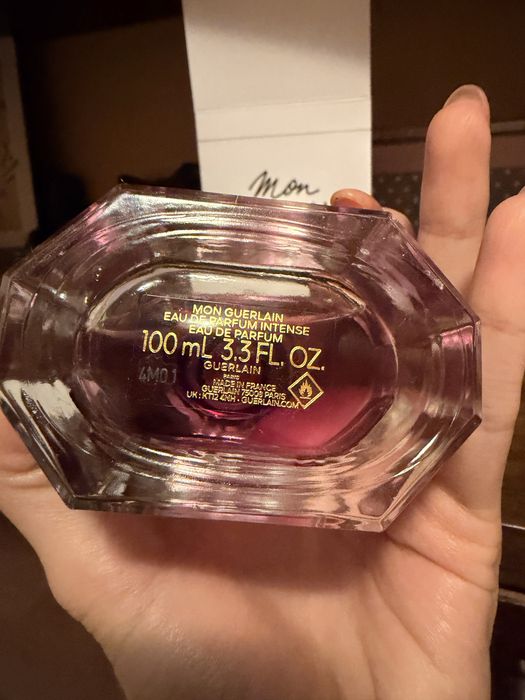 Mon
MON GUERLAIN
EAU DE PARFUM INTENSE
EAU DE PARFUM
100 mL 3.3 FL. OZ.
GUERLAIN
PARIS
4M01
MADE IN FRANCE
GUERLAIN 75008 PARIS
UK : KT12 4NH · GUERLAIN.COM